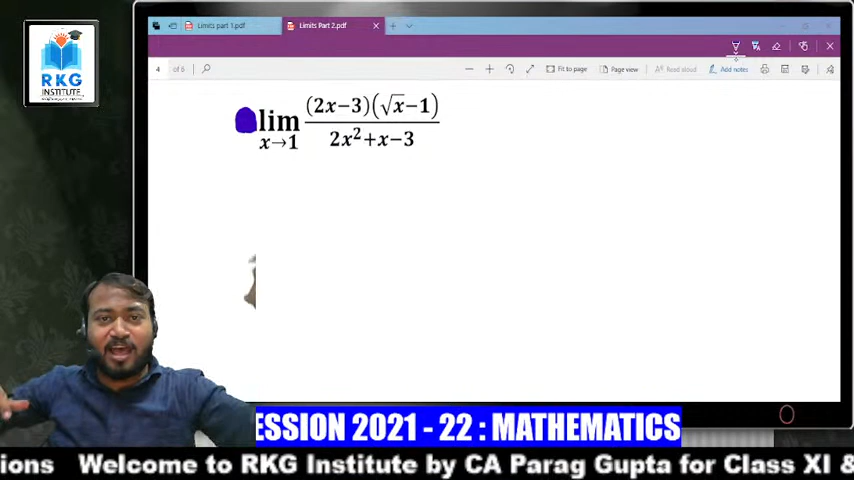 Limits part 1.pdf
Limits Part 2.pdf
RKG
INSTITUTE
4 of 6
Fit to page
Page view
Read aloud
Add notes
lim x→1 (2x−3)(√x−1) / 2x²+x−3
ESSION 2021 - 22 : MATHEMATICS
ions Welcome to RKG Institute by CA Parag Gupta for Class XI &